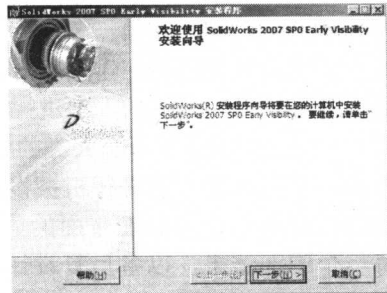 SolidWorks 2007 SP0 Early Visibility 安装程序
欢迎使用 SolidWorks 2007 SP0 Early Visibility
安装向导
SolidWorks(R) 安装程序向导将要在您的计算机中安装
SolidWorks 2007 SP0 Early Visibility 。 要继续，请单击"
下一步"。
帮助(H)
<上一步(B) 下一步(N) > 取消(C)